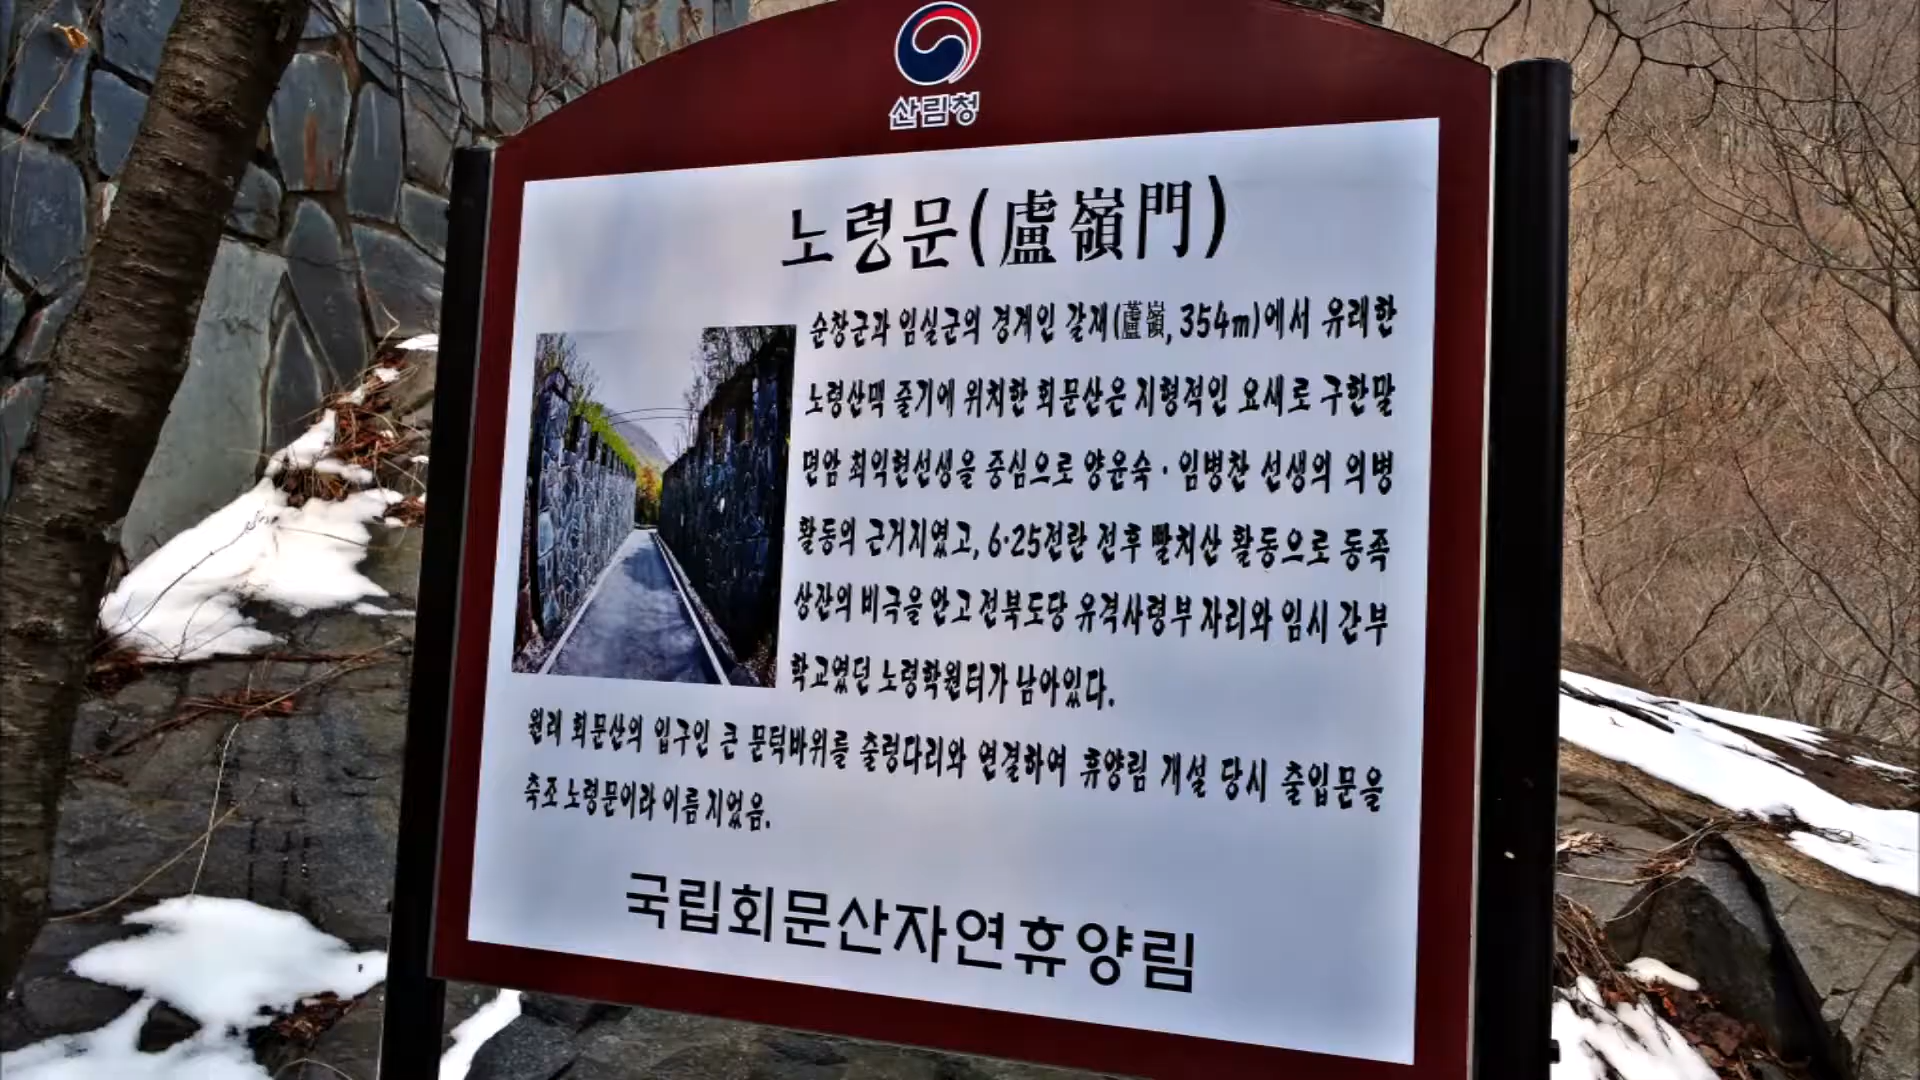 산림청
노령문(盧嶺門)
순창군과 임실군의 경계인 갈재(蘆嶺, 354m)에서 유래한
노령산맥 줄기에 위치한 회문산은 지형적인 요새로 구한말
면암 최익현선생을 중심으로 양윤숙·임병찬 선생의 의병
활동의 근거지였고, 6·25전란 전후 빨치산 활동으로 동족
상잔의 비극을 안고 전북도당 유격사령부 자리와 임시 간부
학교였던 노령학원터가 남아있다.
원래 회문산의 입구인 큰 문턱바위를 출렁다리와 연결하여 휴양림 개설 당시 출입문을
축조 노령문이라 이름 지었음.
국립회문산자연휴양림